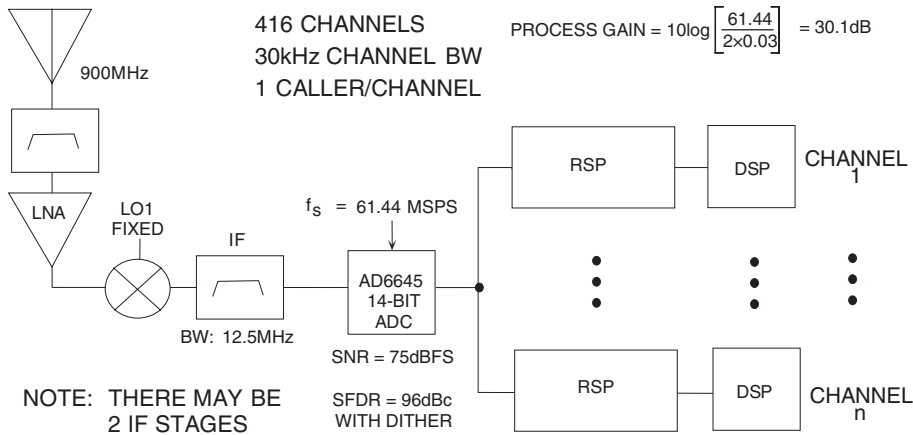 416 CHANNELS
30kHz CHANNEL BW
1 CALLER/CHANNEL
PROCESS GAIN = 10log[61.44 / 2×0.03] = 30.1dB
900MHz
LNA
LO1
FIXED
IF
BW: 12.5MHz
fs = 61.44 MSPS
AD6645
14-BIT
ADC
SNR = 75dBFS
SFDR = 96dBc
WITH DITHER
RSP
DSP
CHANNEL
1
RSP
DSP
CHANNEL
n
NOTE: THERE MAY BE
2 IF STAGES